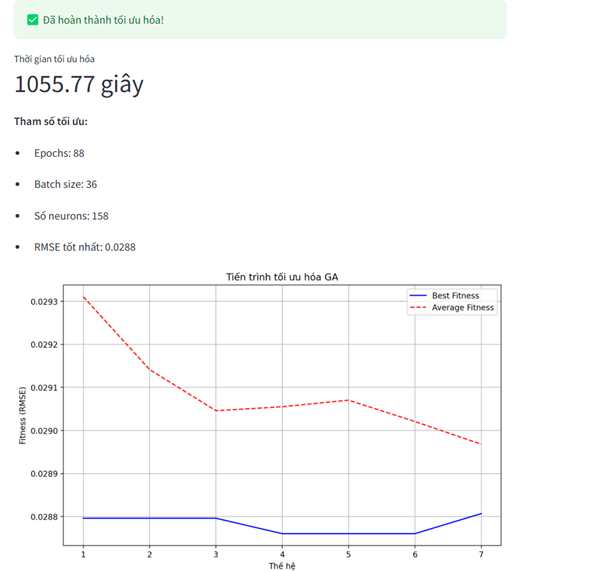 Đã hoàn thành tối ưu hóa!
Thời gian tối ưu hóa
1055.77 giây
Tham số tối ưu:
Epochs: 88
Batch size: 36
Số neurons: 158
RMSE tốt nhất: 0.0288
Tiến trình tối ưu hóa GA
Best Fitness
Average Fitness
0.0293
0.0292
0.0291
0.0290
0.0289
0.0288
Fitness (RMSE)
1 2 3 4 5 6 7
Thế hệ